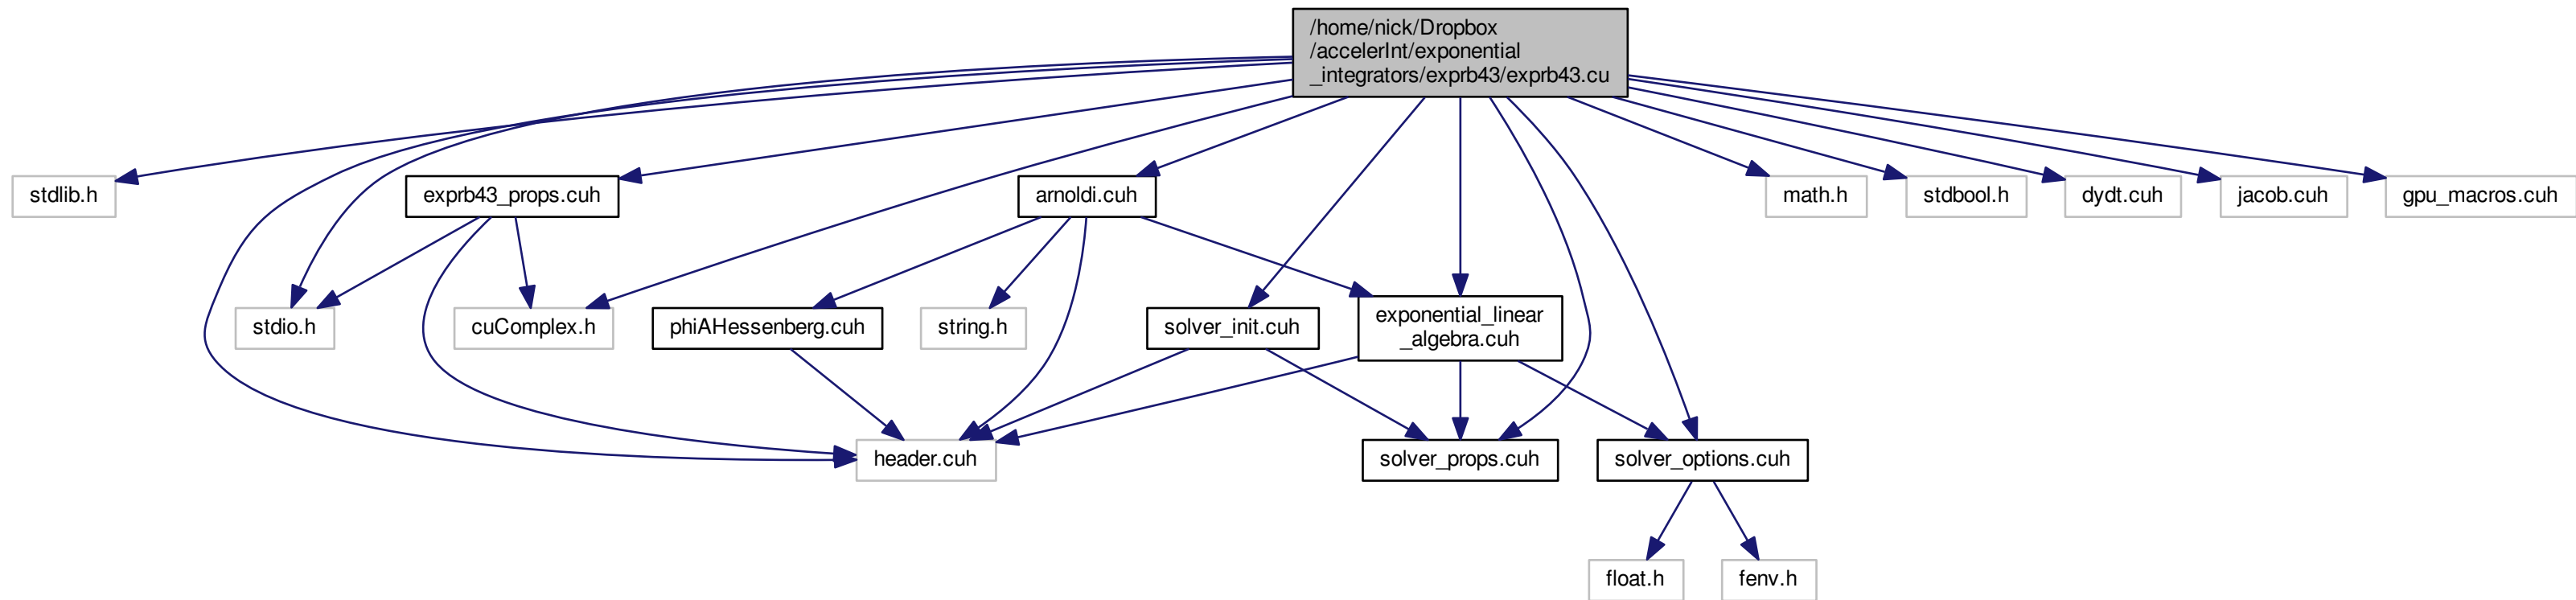 /home/nick/Dropbox
/accelerInt/exponential
_integrators/exprb43/exprb43.cu
stdlib.h
exprb43_props.cuh
arnoldi.cuh
math.h
stdbool.h
dydt.cuh
jacob.cuh
gpu_macros.cuh
stdio.h
cuComplex.h
phiAHessenberg.cuh
string.h
solver_init.cuh
exponential_linear
_algebra.cuh
header.cuh
solver_props.cuh
solver_options.cuh
float.h
fenv.h